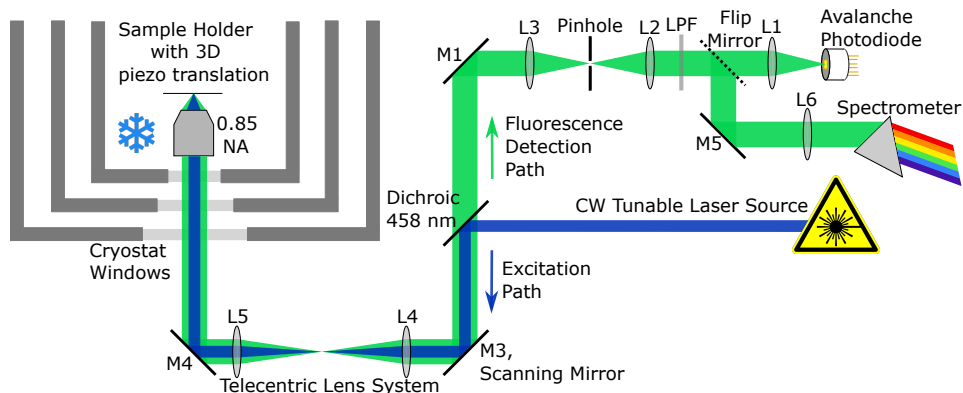 Sample Holder
with 3D
piezo translation
0.85
NA
Cryostat
Windows
M4
L5
L4
Telecentric Lens System
M3,
Scanning Mirror
Excitation
Path
Dichroic
458 nm
CW Tunable Laser Source
Fluorescence
Detection
Path
M1
L3
Pinhole
L2
LPF
Flip
Mirror
L1
Avalanche
Photodiode
M5
L6
Spectrometer